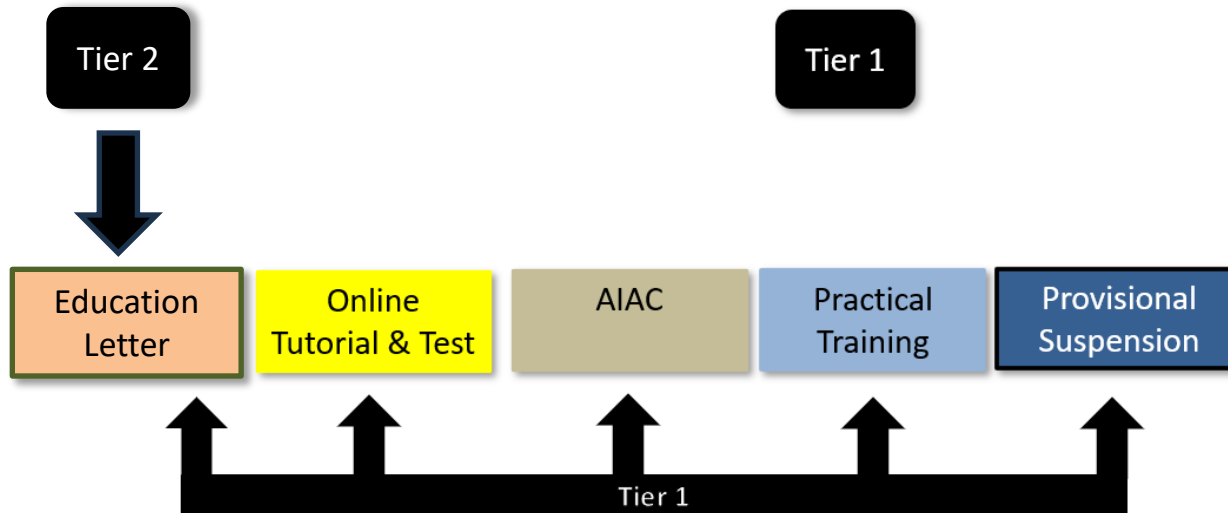 Tier 2
Tier 1
Education
Letter
Online
Tutorial & Test
AIAC
Practical
Training
Provisional
Suspension
Tier 1